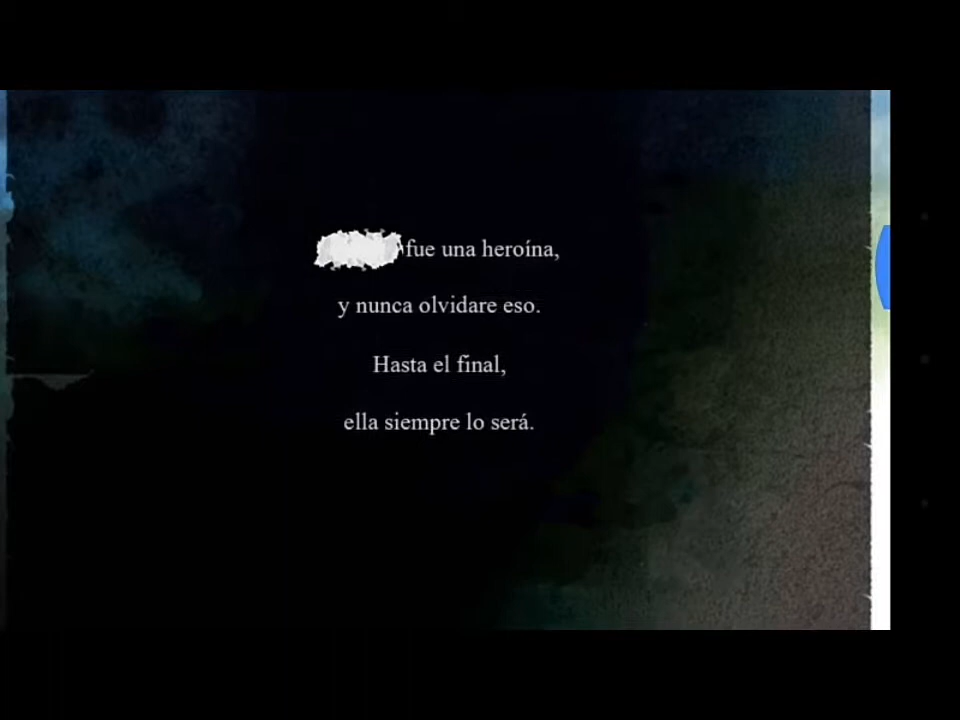 fue una heroína,
y nunca olvidare eso.
Hasta el final,
ella siempre lo será.